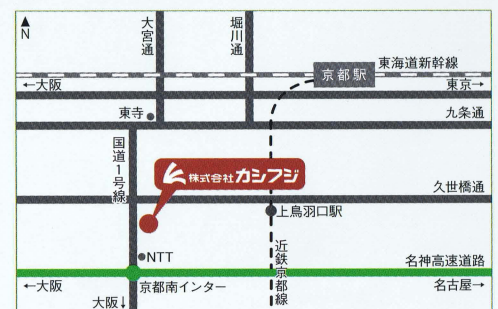 N
大宮通
堀川通
京都駅
東海道新幹線
←大阪
東京→
東寺
九条通
国道1号線
株式会社カシフジ
久世橋通
上鳥羽口駅
NTT
近鉄京都線
名神高速道路
←大阪
京都南インター
名古屋→
大阪↓